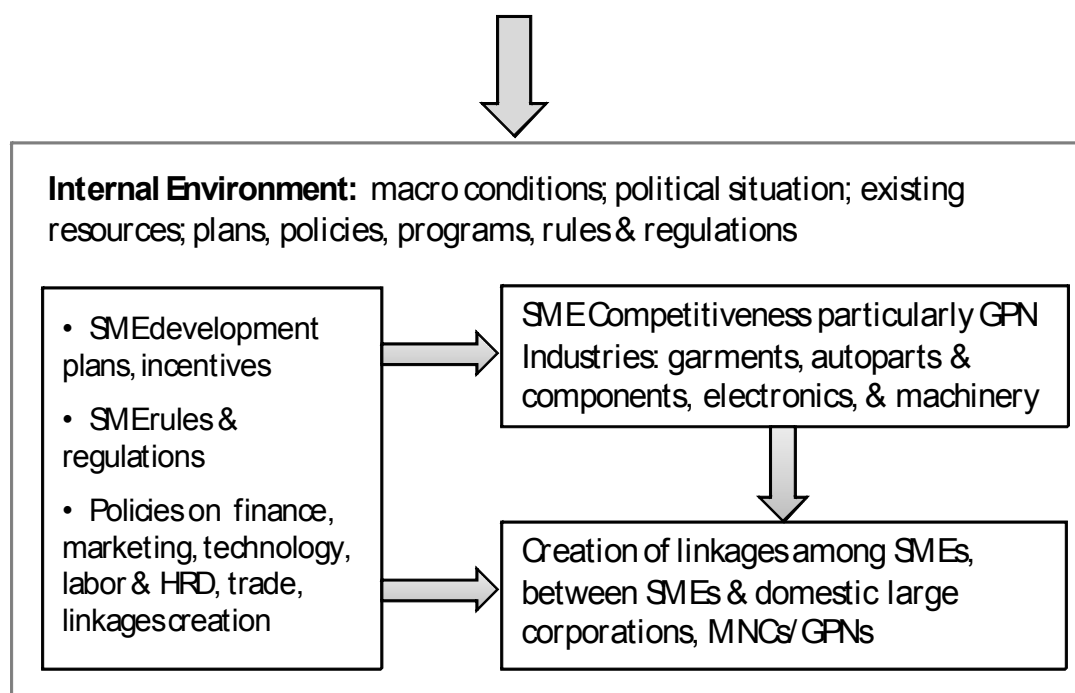 Internal Environment: macro conditions; political situation; existing
resources; plans, policies, programs, rules & regulations
• SME development
plans, incentives
• SME rules &
regulations
• Policies on finance,
marketing, technology,
labor & HRD, trade,
linkages creation
SME Competitiveness particularly GPN
Industries: garments, autoparts &
components, electronics, & machinery
Creation of linkages among SMEs,
between SMEs & domestic large
corporations, MNCs/GPNs